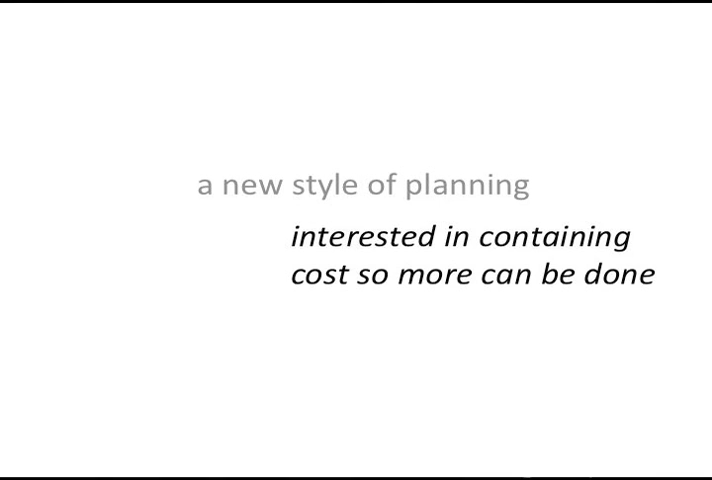 a new style of planning
interested in containing
cost so more can be done